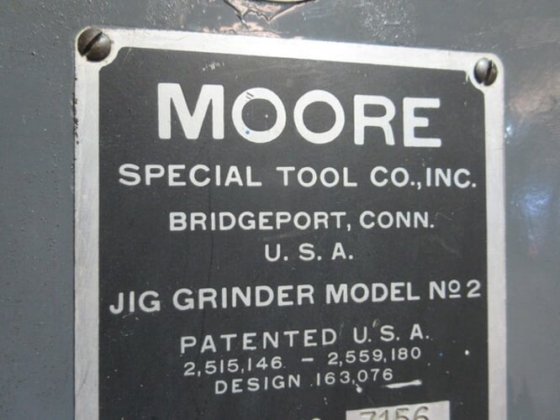 MOORE
SPECIAL TOOL CO., INC.
BRIDGEPORT, CONN.
U. S. A.
JIG GRINDER MODEL Nº 2
PATENTED U. S. A.
2,515,146 – 2,559,180
DESIGN 163,076
7156